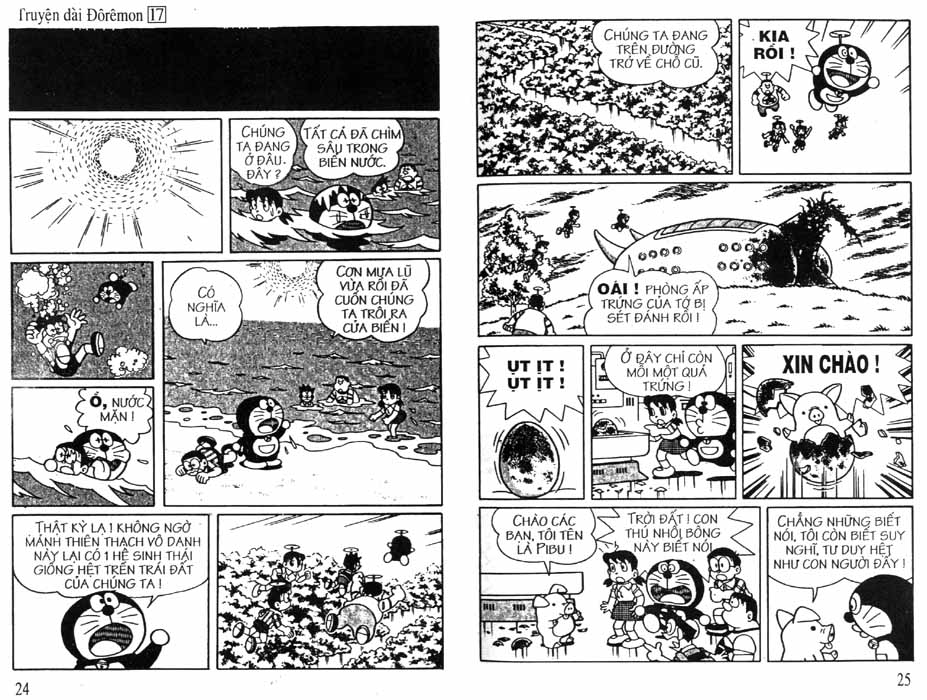 Truyện dài Đôrêmon 17
CHÚNG
TA ĐANG
Ở ĐÂU
ĐÂY ?
TẤT CẢ ĐÃ CHÌM
SÂU TRONG
BIỂN NƯỚC.
CÓ
NGHĨA
LÀ...
CƠN MƯA LŨ
VỪA RỒI ĐÃ
CUỐN CHÚNG
TA TRÔI RA
CỬA BIỂN !
Ồ, NƯỚC
MẶN !
THẬT KỲ LẠ ! KHÔNG NGỜ
MẢNH THIÊN THẠCH VÔ DANH
NÀY LẠI CÓ 1 HỆ SINH THÁI
GIỐNG HỆT TRÊN TRÁI ĐẤT
CỦA CHÚNG TA !
24
CHÚNG TA ĐANG
TRÊN ĐƯỜNG
TRỞ VỀ CHỖ CŨ.
KIA
RỒI !
OÁI ! PHÒNG ẤP
TRỨNG CỦA TỚ BỊ
SÉT ĐÁNH RỒI !
ỤT ỊT !
ỤT ỊT !
Ở ĐÂY CHỈ CÒN
MỖI MỘT QUẢ
TRỨNG !
XIN CHÀO !
CHÀO CÁC
BẠN, TÔI TÊN
LÀ PIBU !
TRỜI ĐẤT ! CON
THÚ NHỒI BÔNG
NÀY BIẾT NÓI.
CHẲNG NHỮNG BIẾT
NÓI, TÔI CÒN BIẾT SUY
NGHĨ, TƯ DUY HỆT
NHƯ CON NGƯỜI ĐẤY !
25